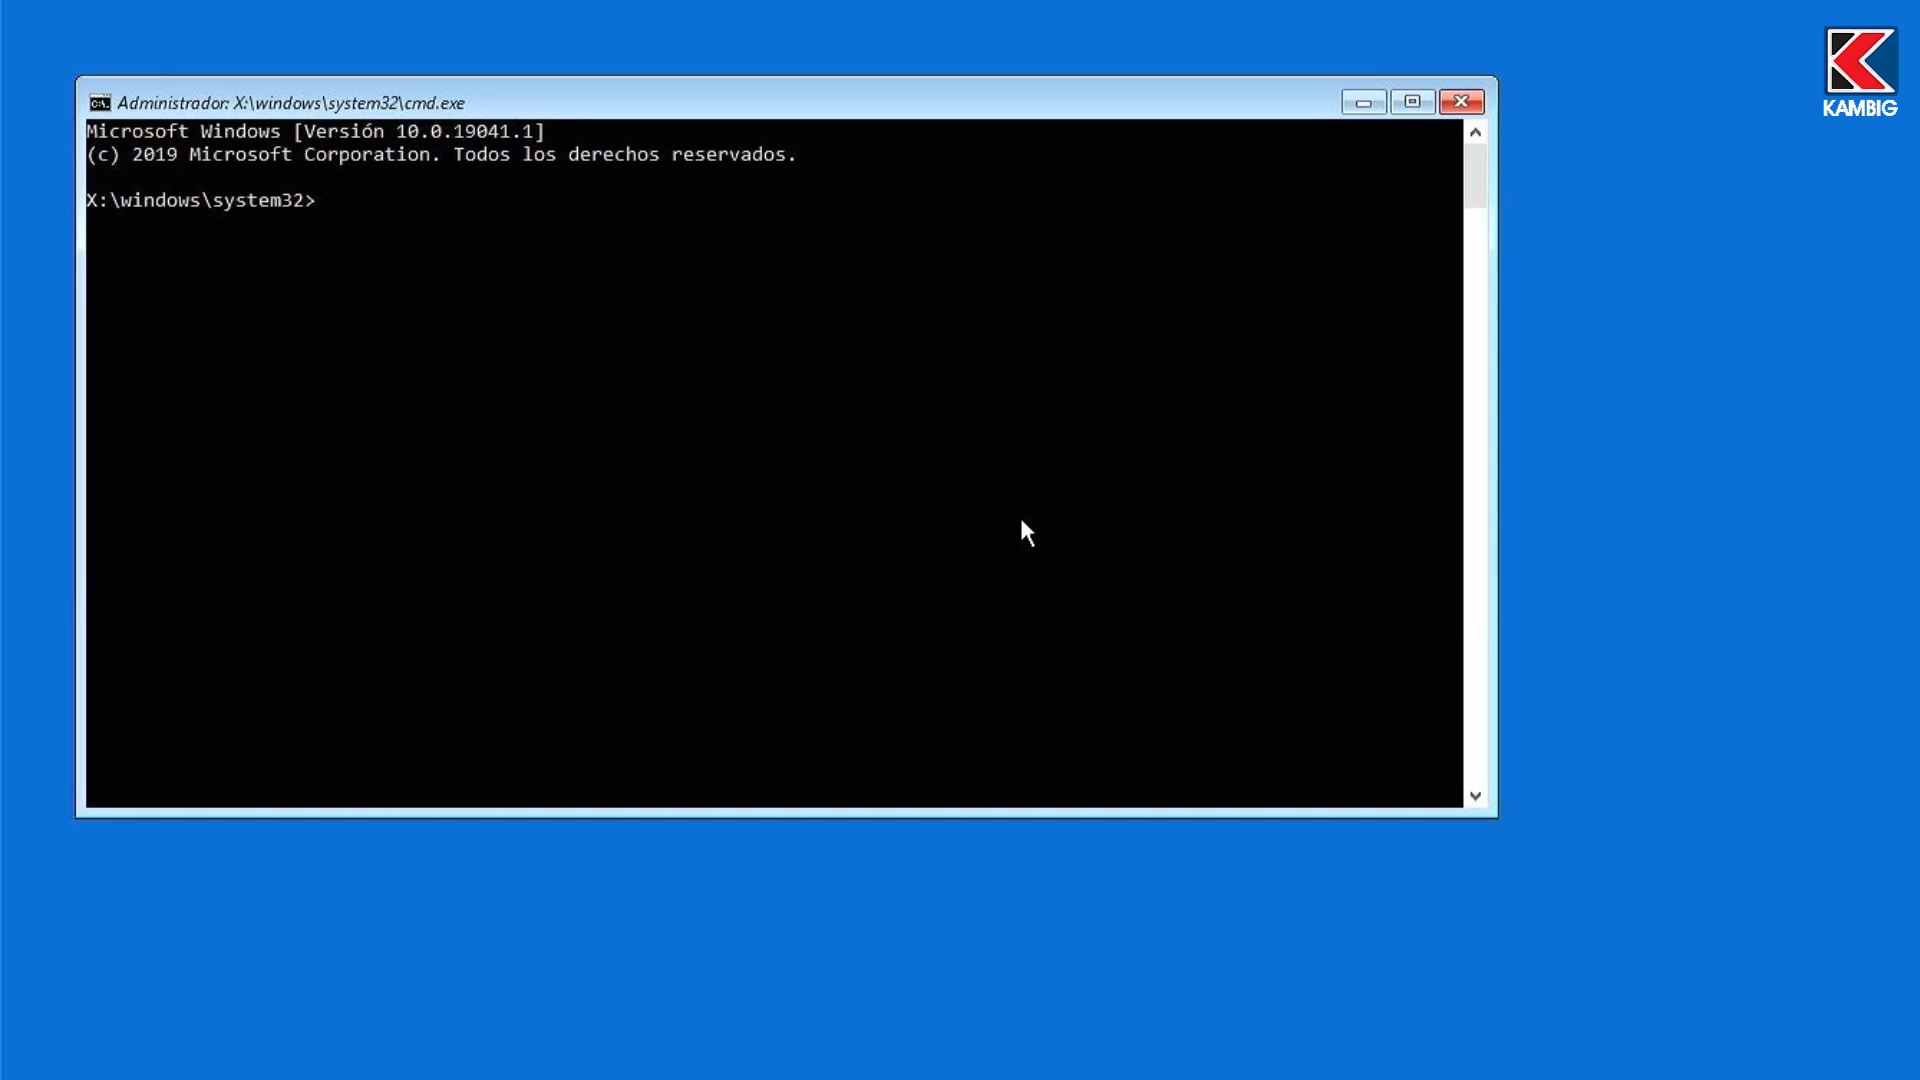 KAMBIG
C:\.
Administrador: X:\windows\system32\cmd.exe
Microsoft Windows [Versión 10.0.19041.1]
(c) 2019 Microsoft Corporation. Todos los derechos reservados.
X:\windows\system32>